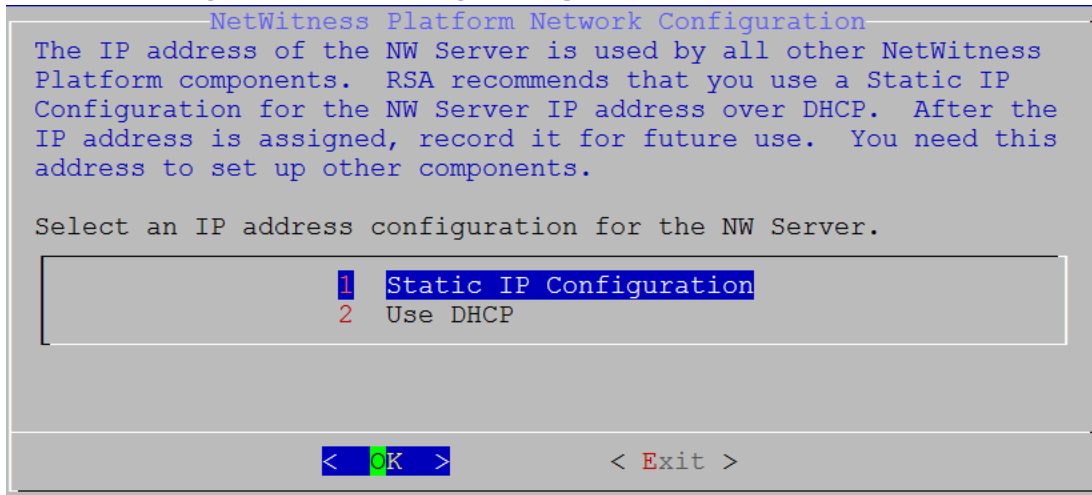 NetWitness Platform Network Configuration
The IP address of the NW Server is used by all other NetWitness
Platform components.  RSA recommends that you use a Static IP
Configuration for the NW Server IP address over DHCP.  After the
IP address is assigned, record it for future use.  You need this
address to set up other components.
Select an IP address configuration for the NW Server.
1  Static IP Configuration
2  Use DHCP
<  OK  >  < Exit >